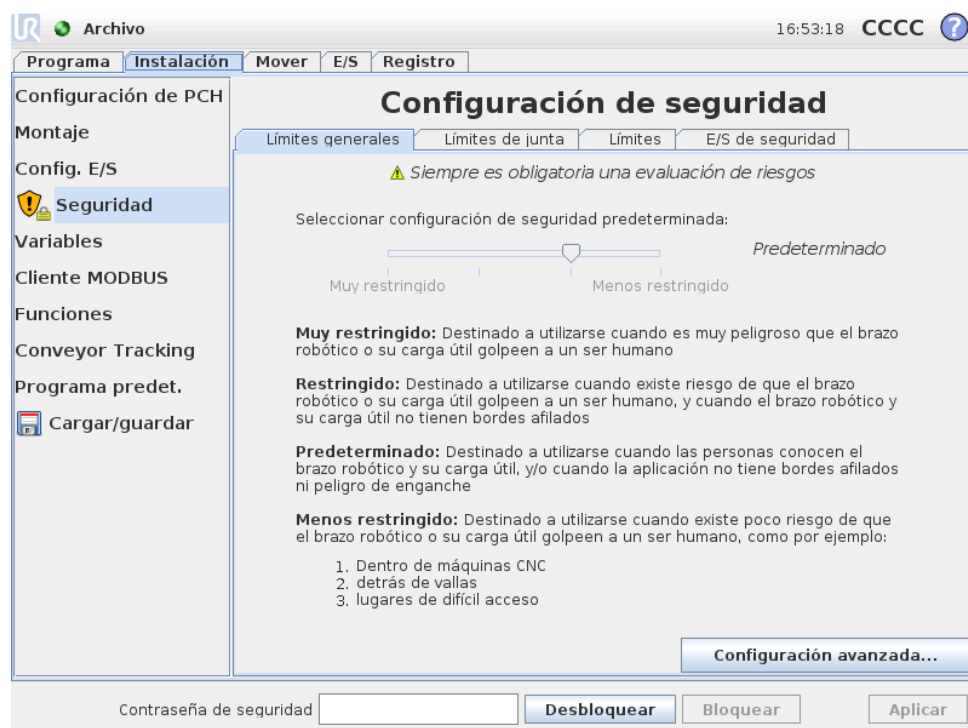 UR Archivo 16:53:18 CCCC ?
Programa Instalación Mover E/S Registro
Configuración de PCH
Montaje
Config. E/S
Seguridad
Variables
Cliente MODBUS
Funciones
Conveyor Tracking
Programa predet.
Cargar/guardar
Configuración de seguridad
Límites generales Límites de junta Límites E/S de seguridad
Siempre es obligatoria una evaluación de riesgos
Seleccionar configuración de seguridad predeterminada:
Predeterminado
Muy restringido Menos restringido
Muy restringido: Destinado a utilizarse cuando es muy peligroso que el brazo
robótico o su carga útil golpeen a un ser humano
Restringido: Destinado a utilizarse cuando existe riesgo de que el brazo
robótico o su carga útil golpeen a un ser humano, y cuando el brazo robótico y
su carga útil no tienen bordes afilados
Predeterminado: Destinado a utilizarse cuando las personas conocen el
brazo robótico y su carga útil, y/o cuando la aplicación no tiene bordes afilados
ni peligro de enganche
Menos restringido: Destinado a utilizarse cuando existe poco riesgo de que
el brazo robótico o su carga útil golpeen a un ser humano, como por ejemplo:
1. Dentro de máquinas CNC
2. detrás de vallas
3. lugares de difícil acceso
Configuración avanzada...
Contraseña de seguridad Desbloquear Bloquear Aplicar